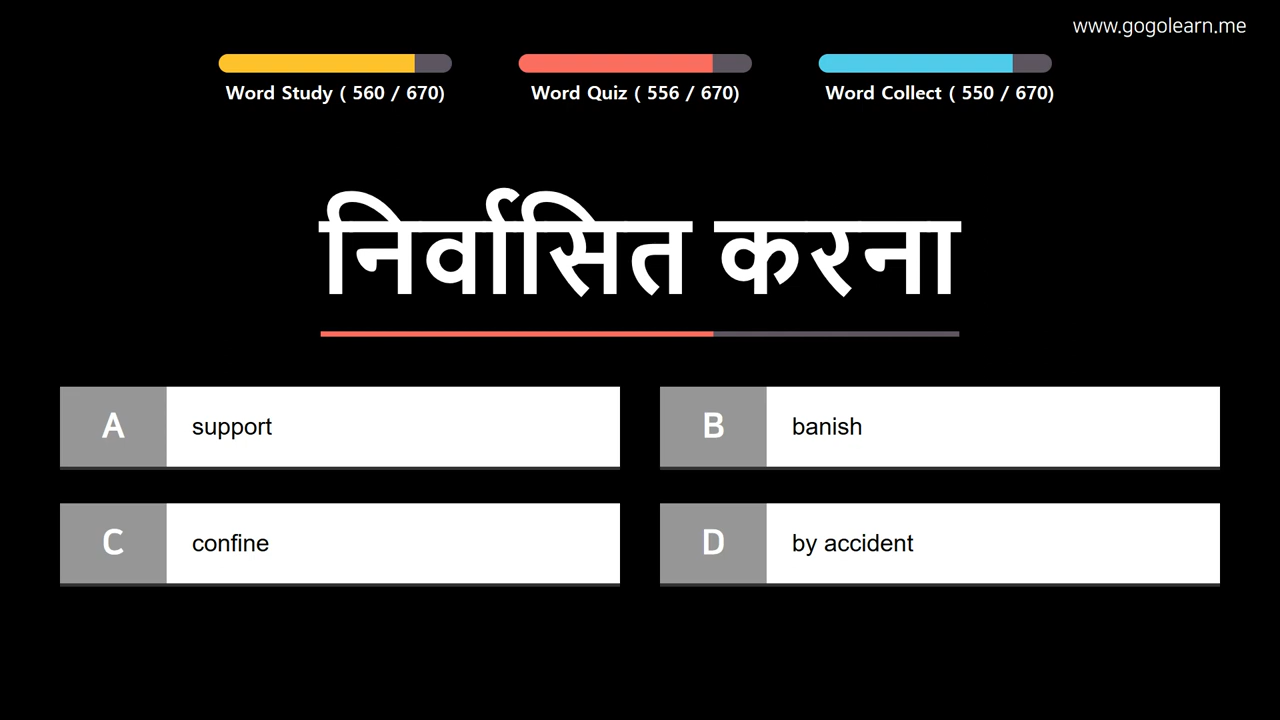 www.gogolearn.me
Word Study ( 560 / 670)
Word Quiz ( 556 / 670)
Word Collect ( 550 / 670)
निर्वासित करना
A support
B banish
C confine
D by accident